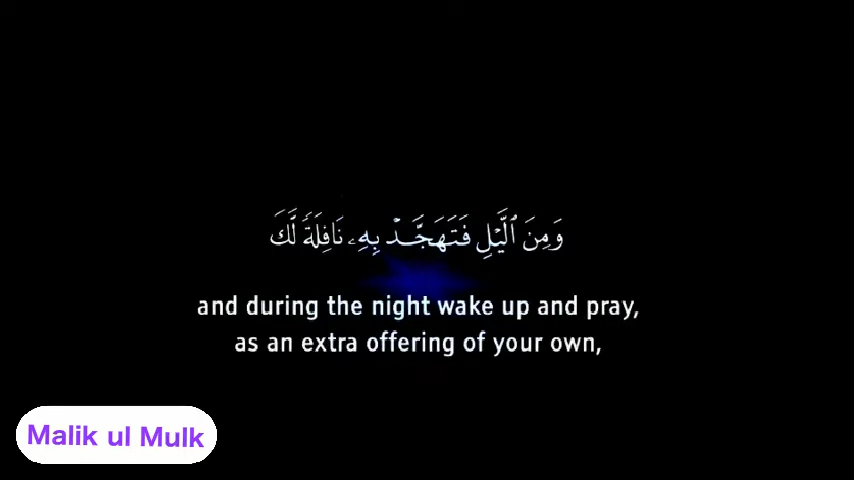 وَمِنَ ٱلَّيْلِ فَتَهَجَّدْ بِهِۦ نَافِلَةً لَّكَ
and during the night wake up and pray,
as an extra offering of your own,
Malik ul Mulk